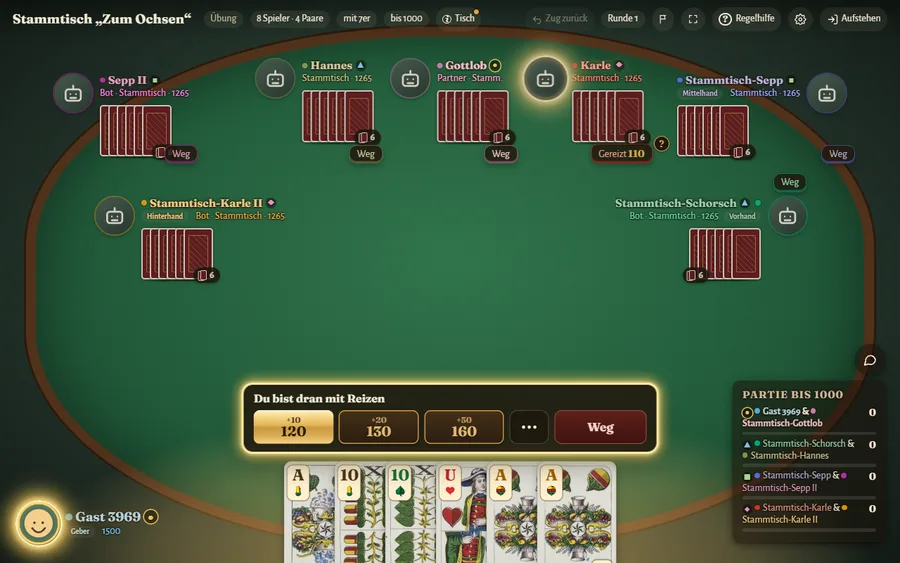 Stammtisch „Zum Ochsen“
Übung
8 Spieler · 4 Paare
mit 7er
bis 1000
Tisch
Zug zurück
Runde 1
Regelhilfe
Aufstehen
Sepp II
Bot · Stammtisch · 1265
Weg
Hannes
Stammtisch · 1265
6
Weg
Gottlob
Partner · Stamm.
6
Weg
Karle
Stammtisch · 1265
6
Gereizt 110
?
Stammtisch-Sepp
Mittelhand
Stammtisch · 1265
6
Weg
Stammtisch-Karle II
Hinterhand
Bot · Stammtisch · 1265
6
Weg
Stammtisch-Schorsch
Bot · Stammtisch · 1265
Vorhand
6
Du bist dran mit Reizen
+10
120
+20
130
+50
160
•••
Weg
A
10
10
U
A
A
Gast 3969
Geber
1500
PARTIE BIS 1000
Gast 3969 &
Stammtisch-Gottlob
0
Stammtisch-Schorsch &
Stammtisch-Hannes
0
Stammtisch-Sepp &
Stammtisch-Sepp II
0
Stammtisch-Karle &
Stammtisch-Karle II
0